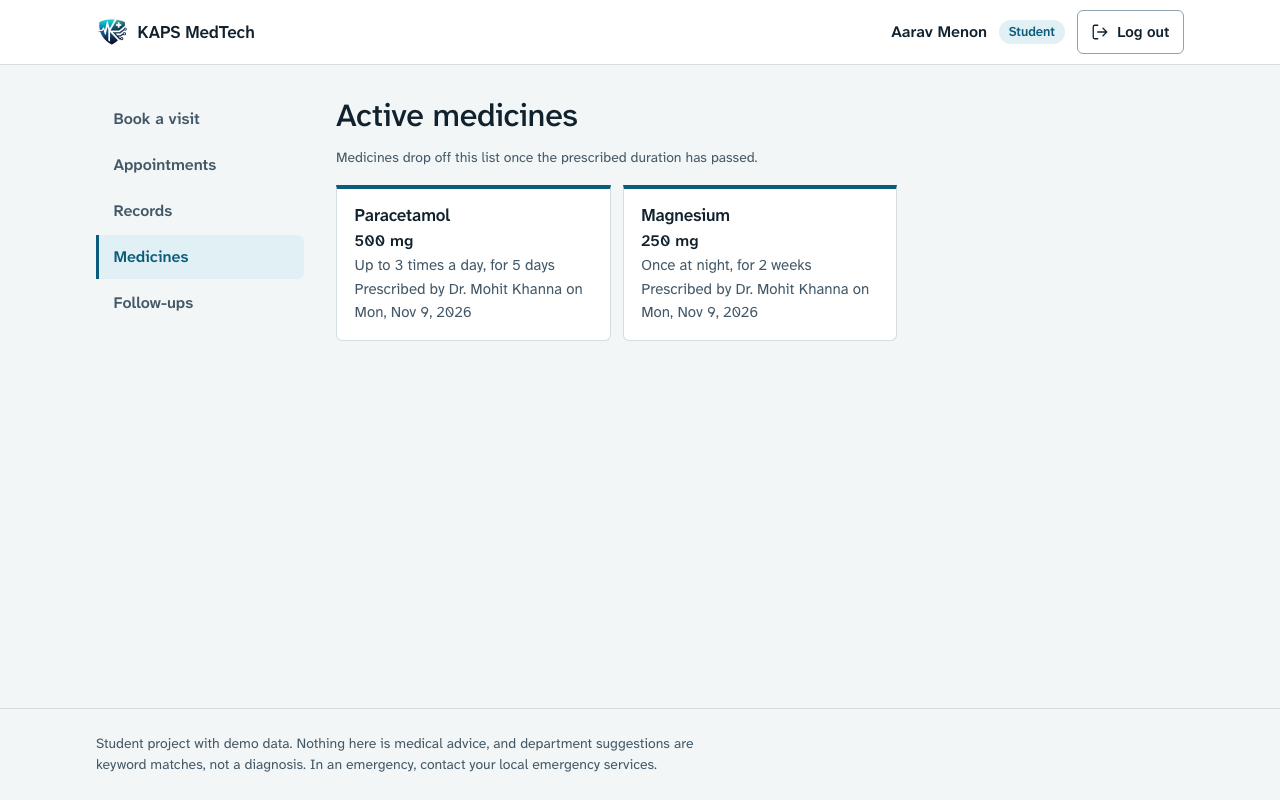 KAPS MedTech
Aarav Menon
Student
Log out
Book a visit
Appointments
Records
Medicines
Follow-ups
Active medicines
Medicines drop off this list once the prescribed duration has passed.
Paracetamol
500 mg
Up to 3 times a day, for 5 days
Prescribed by Dr. Mohit Khanna on
Mon, Nov 9, 2026
Magnesium
250 mg
Once at night, for 2 weeks
Prescribed by Dr. Mohit Khanna on
Mon, Nov 9, 2026
Student project with demo data. Nothing here is medical advice, and department suggestions are
keyword matches, not a diagnosis. In an emergency, contact your local emergency services.